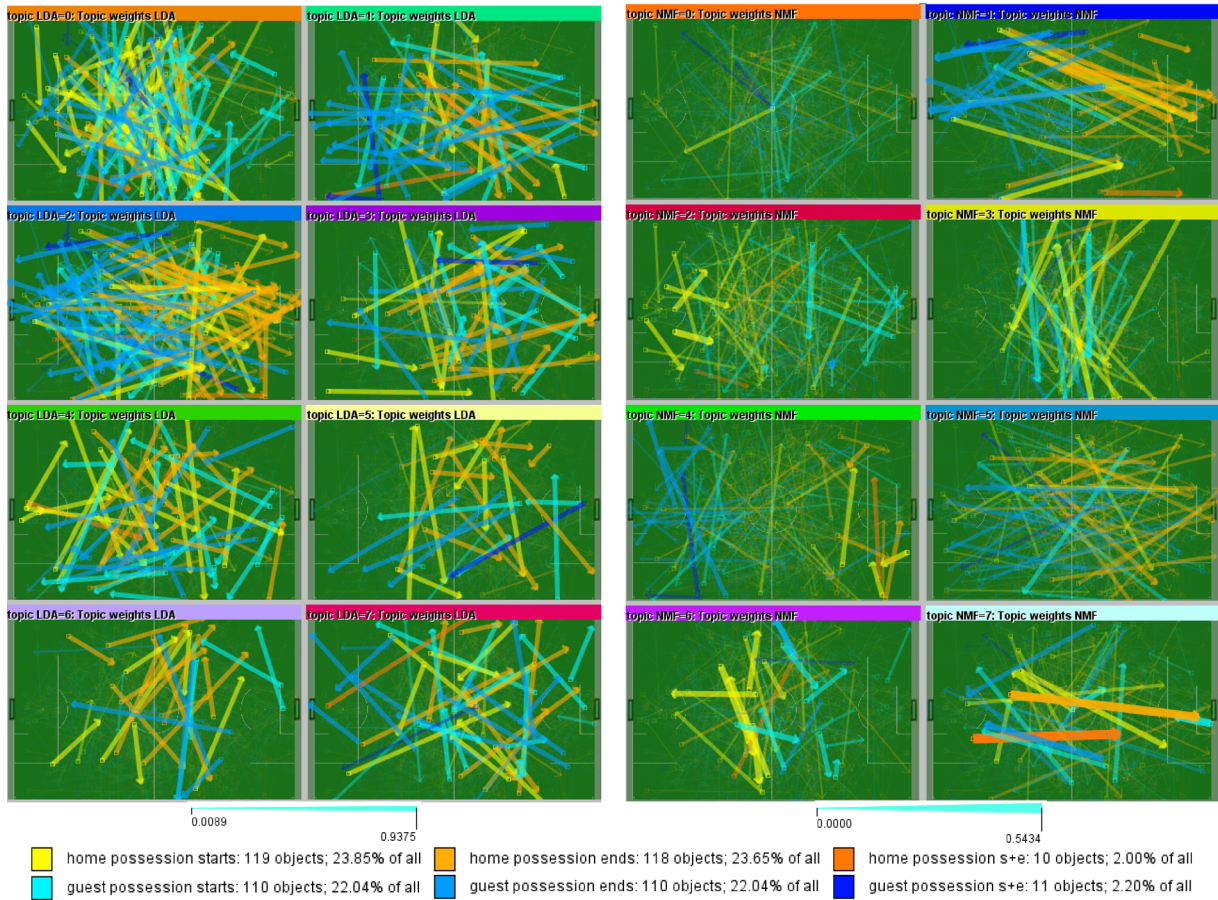 topic LDA=0: Topic weights LDA
topic LDA=1: Topic weights LDA
topic NMF=0: Topic weights NMF
topic NMF=1: Topic weights NMF
topic LDA=2: Topic weights LDA
topic LDA=3: Topic weights LDA
topic NMF=2: Topic weights NMF
topic NMF=3: Topic weights NMF
topic LDA=4: Topic weights LDA
topic LDA=5: Topic weights LDA
topic NMF=4: Topic weights NMF
topic NMF=5: Topic weights NMF
topic LDA=6: Topic weights LDA
topic LDA=7: Topic weights LDA
topic NMF=6: Topic weights NMF
topic NMF=7: Topic weights NMF
0.0089
0.9375
0.0000
0.5434
home possession starts: 119 objects; 23.85% of all
home possession ends: 118 objects; 23.65% of all
home possession s+e: 10 objects; 2.00% of all
guest possession starts: 110 objects; 22.04% of all
guest possession ends: 110 objects; 22.04% of all
guest possession s+e: 11 objects; 2.20% of all